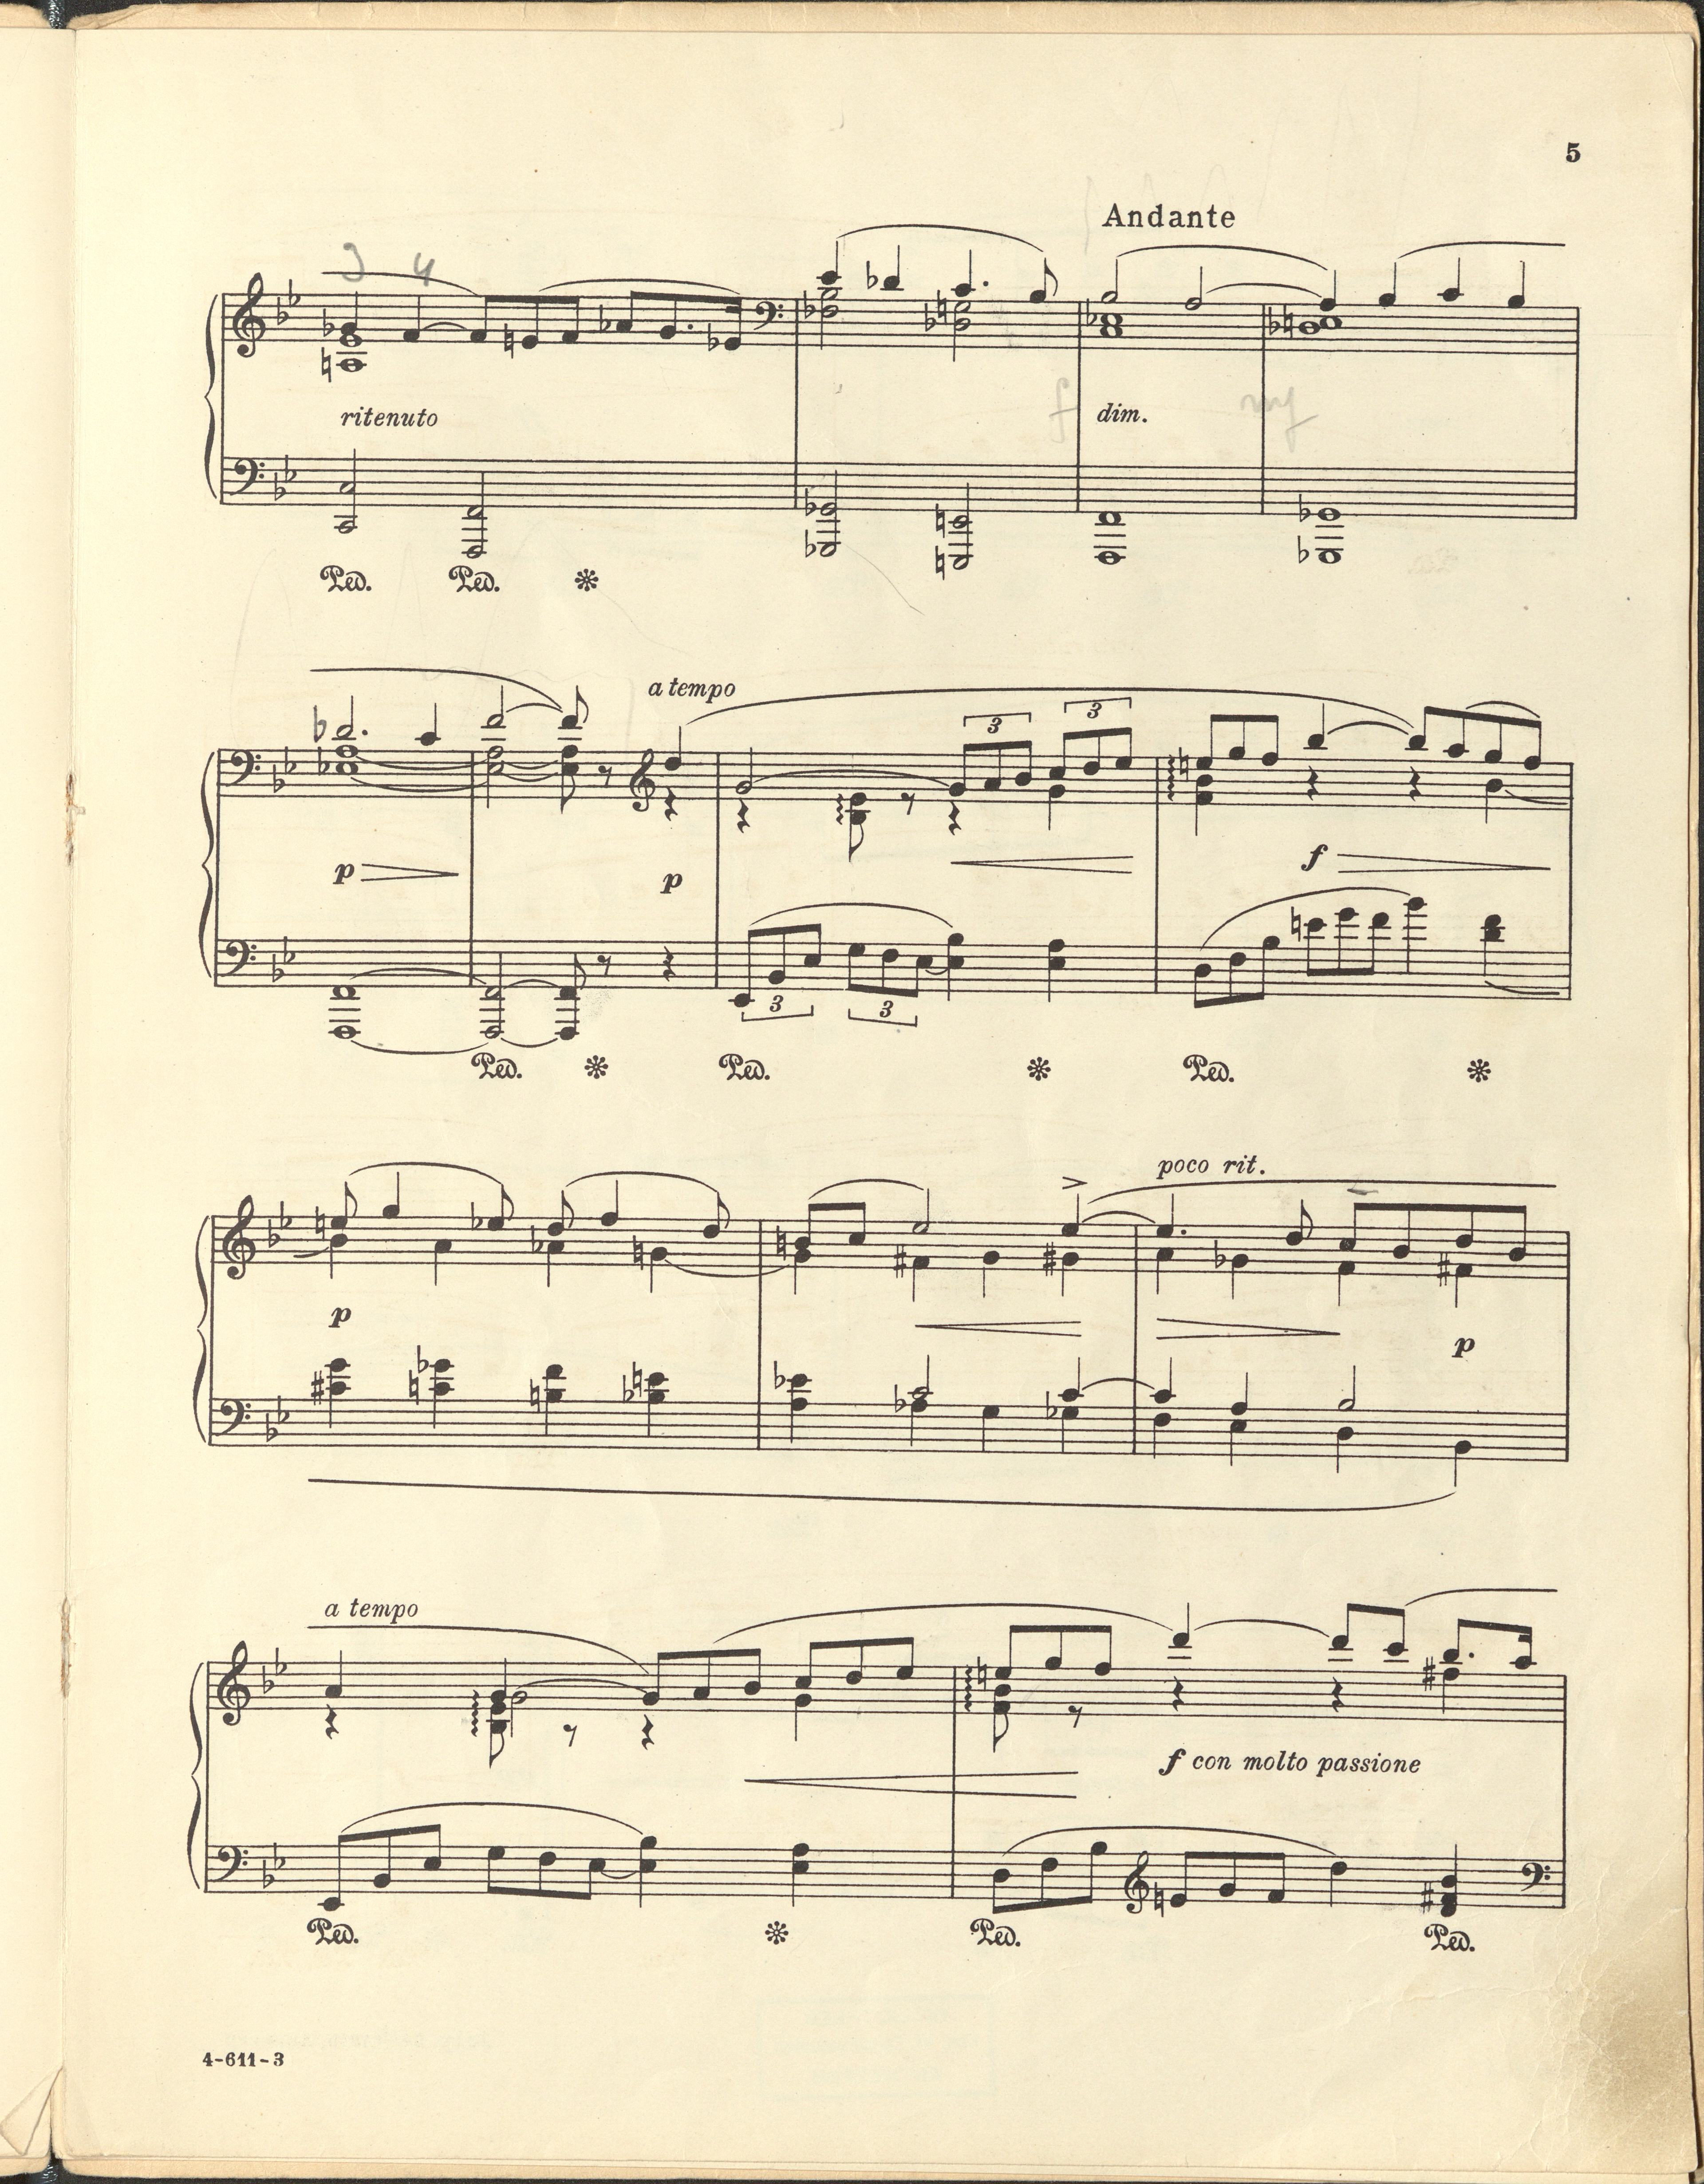 5
Andante
3 4
ritenuto
f dim. mf
Ped. Ped.
a tempo
3 3
p p f
3 3
Ped. Ped. Ped.
poco rit.
p p
a tempo
f con molto passione
Ped. Ped. Ped.
4-611-3